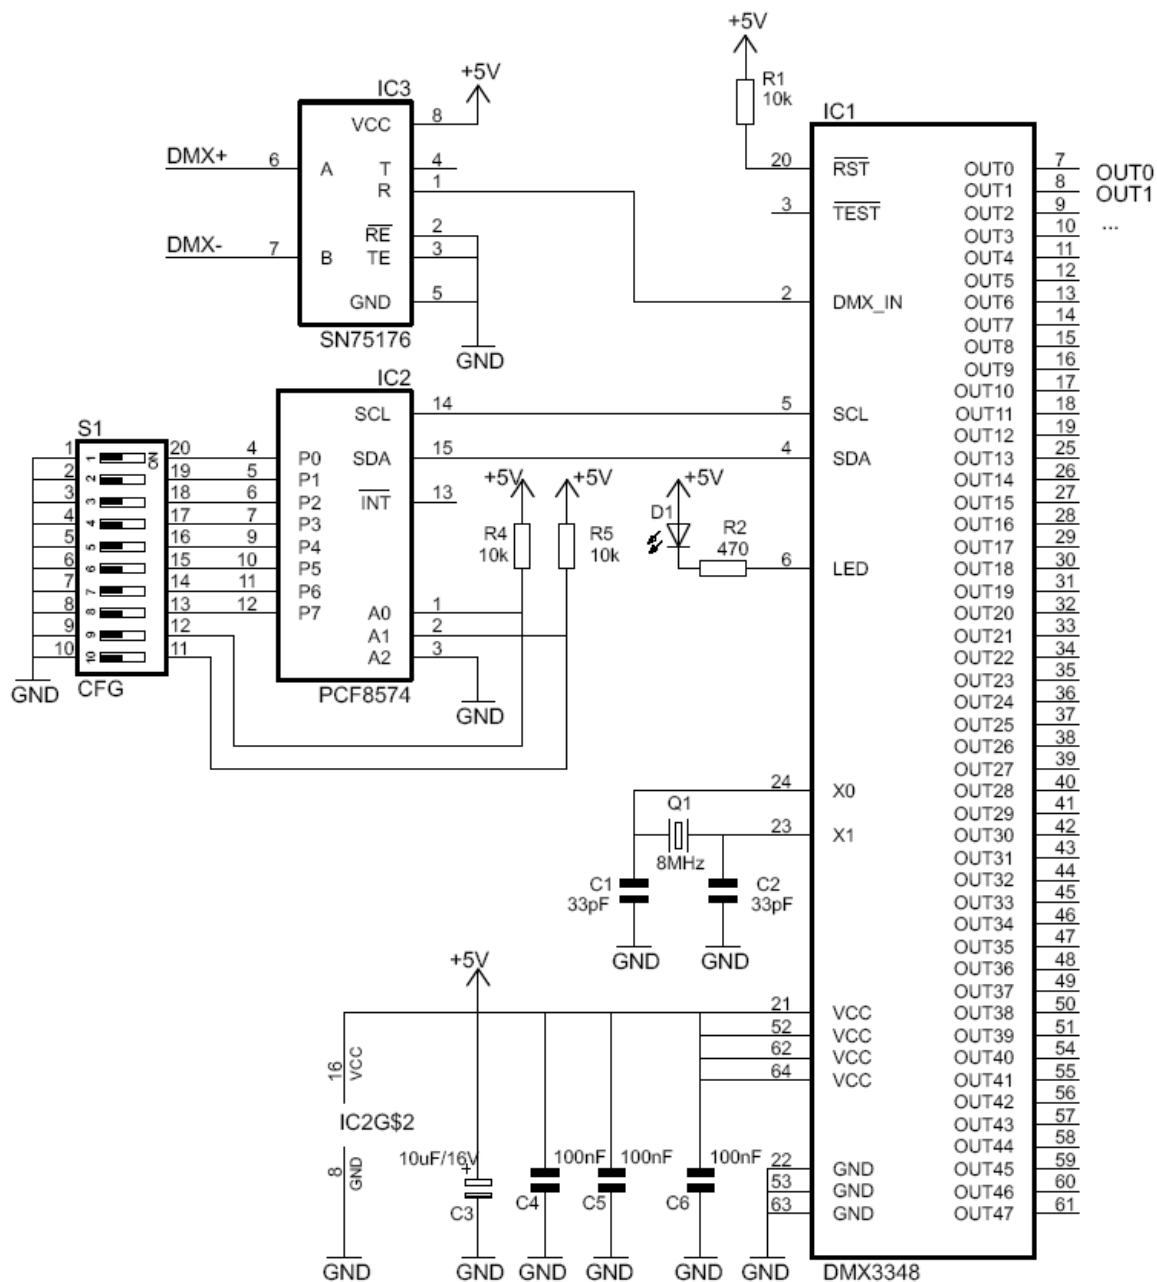 +5V
+5V
IC3
R1
10k
IC1
VCC 8
DMX+ 6 A T 4
R 1
20 RST OUT0 7 OUT0
OUT1 8 OUT1
3 TEST OUT2 9
RE 2
OUT3 10 ...
DMX- 7 B TE 3
OUT4 11
OUT5 12
GND 5
2 DMX_IN OUT6 13
SN75176
OUT7 14
GND
OUT8 15
OUT9 16
IC2
OUT10 17
SCL 14
5 SCL OUT11 18
S1
OUT12 19
1 1 ON 20 4 P0 SDA 15
4 SDA OUT13 25
2 2 19 5 P1
+5V +5V +5V
OUT14 26
3 3 18 6 P2 INT 13
OUT15 27
4 4 17 7 P3
R4
10k
R5
10k
D1
R2
470
OUT16 28
5 5 16 9 P4
OUT17 29
6 6 15 10 P5
6 LED OUT18 30
7 7 14 11 P6
OUT19 31
8 8 13 12 P7 A0 1
OUT20 32
9 9 12 A1 2
OUT21 33
10 10 11 A2 3
OUT22 34
GND
CFG
PCF8574
GND
OUT23 35
OUT24 36
OUT25 37
OUT26 38
OUT27 39
24 X0 OUT28 40
Q1
8MHz
OUT29 41
23 X1 OUT30 42
OUT31 43
C1
33pF
C2
33pF
OUT32 44
OUT33 45
OUT34 46
OUT35 47
GND GND
+5V
OUT36 48
OUT37 49
21 VCC OUT38 50
52 VCC OUT39 51
62 VCC OUT40 54
64 VCC OUT41 55
16 VCC
OUT42 56
IC2G$2
OUT43 57
OUT44 58
8 GND
10uF/16V
+
C3
100nF
C4
100nF
C5
100nF
C6
22 GND OUT45 59
53 GND OUT46 60
63 GND OUT47 61
GND GND GND GND GND GND
DMX3348